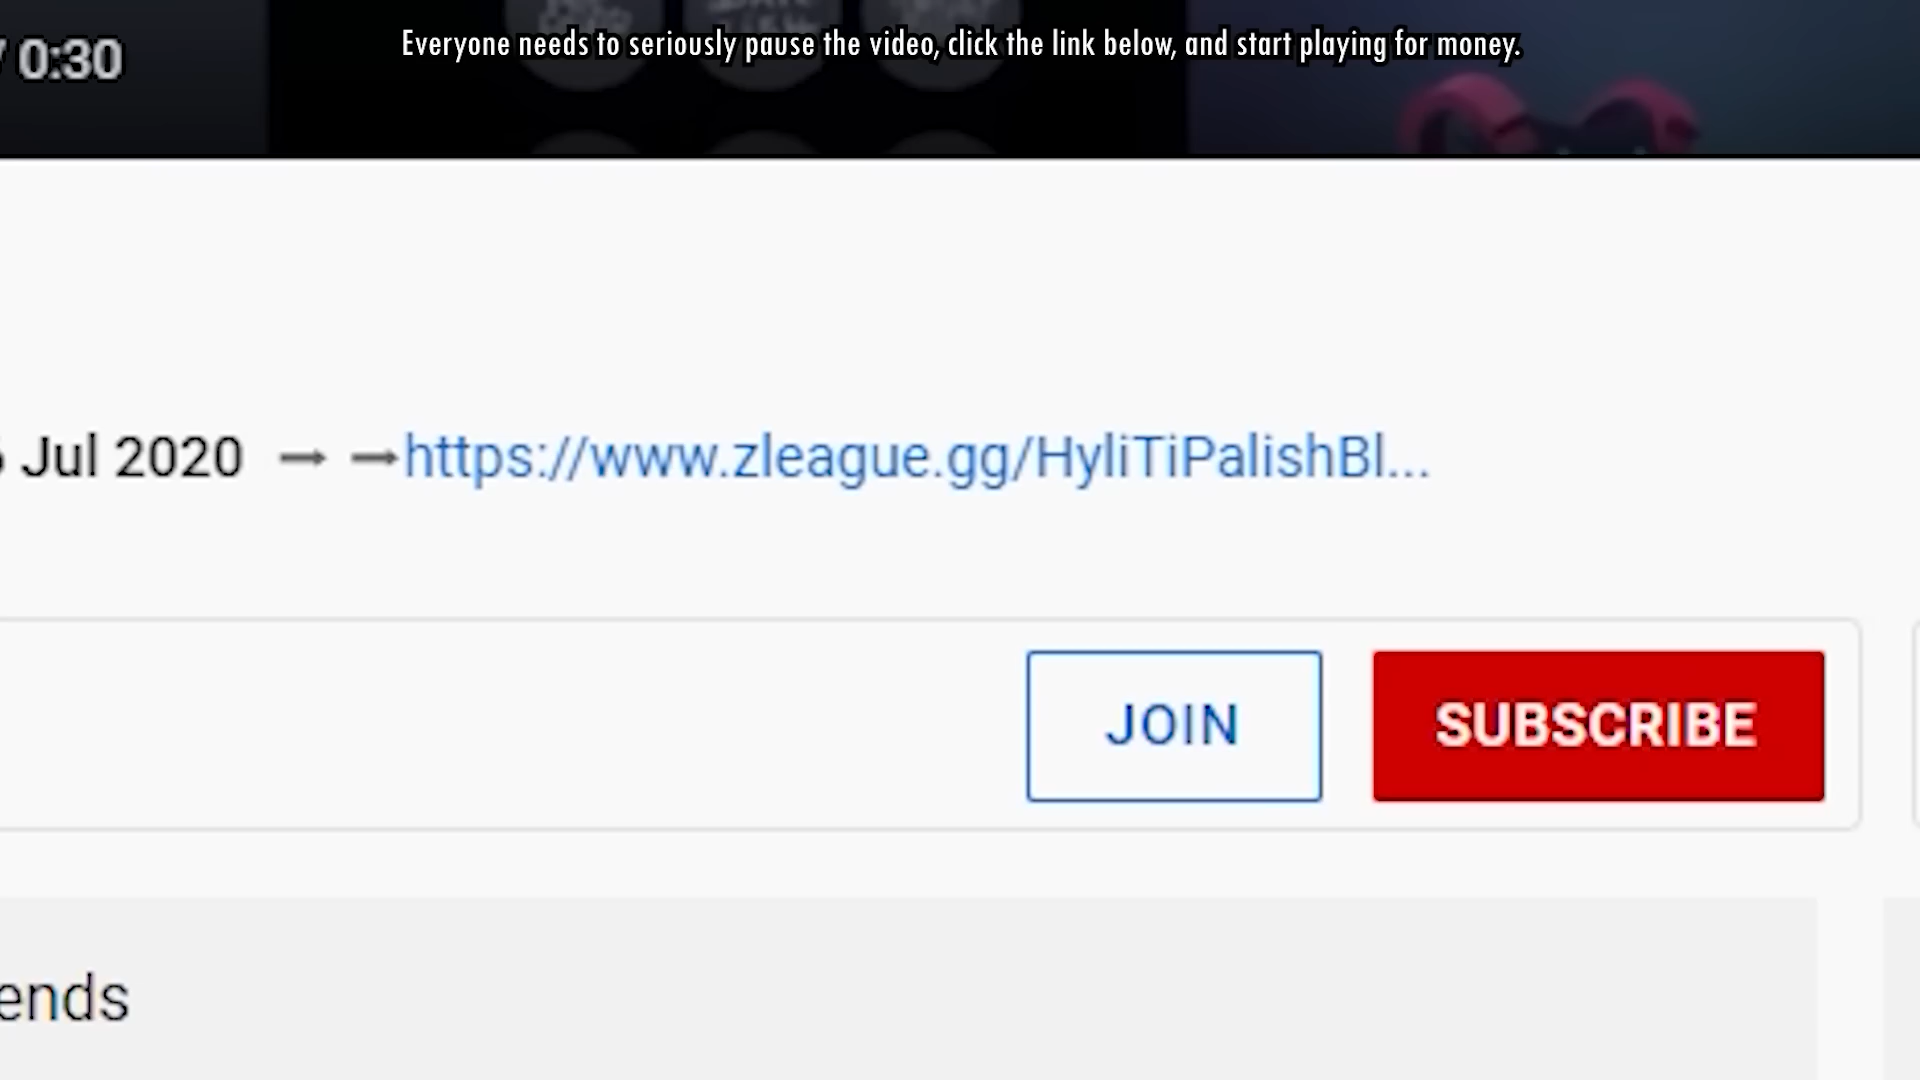 Everyone needs to seriously pause the video, click the link below, and start playing for money.
/ 0:30
Jul 2020 → →https://www.zleague.gg/HyliTiPalishBl...
JOIN
SUBSCRIBE
ends